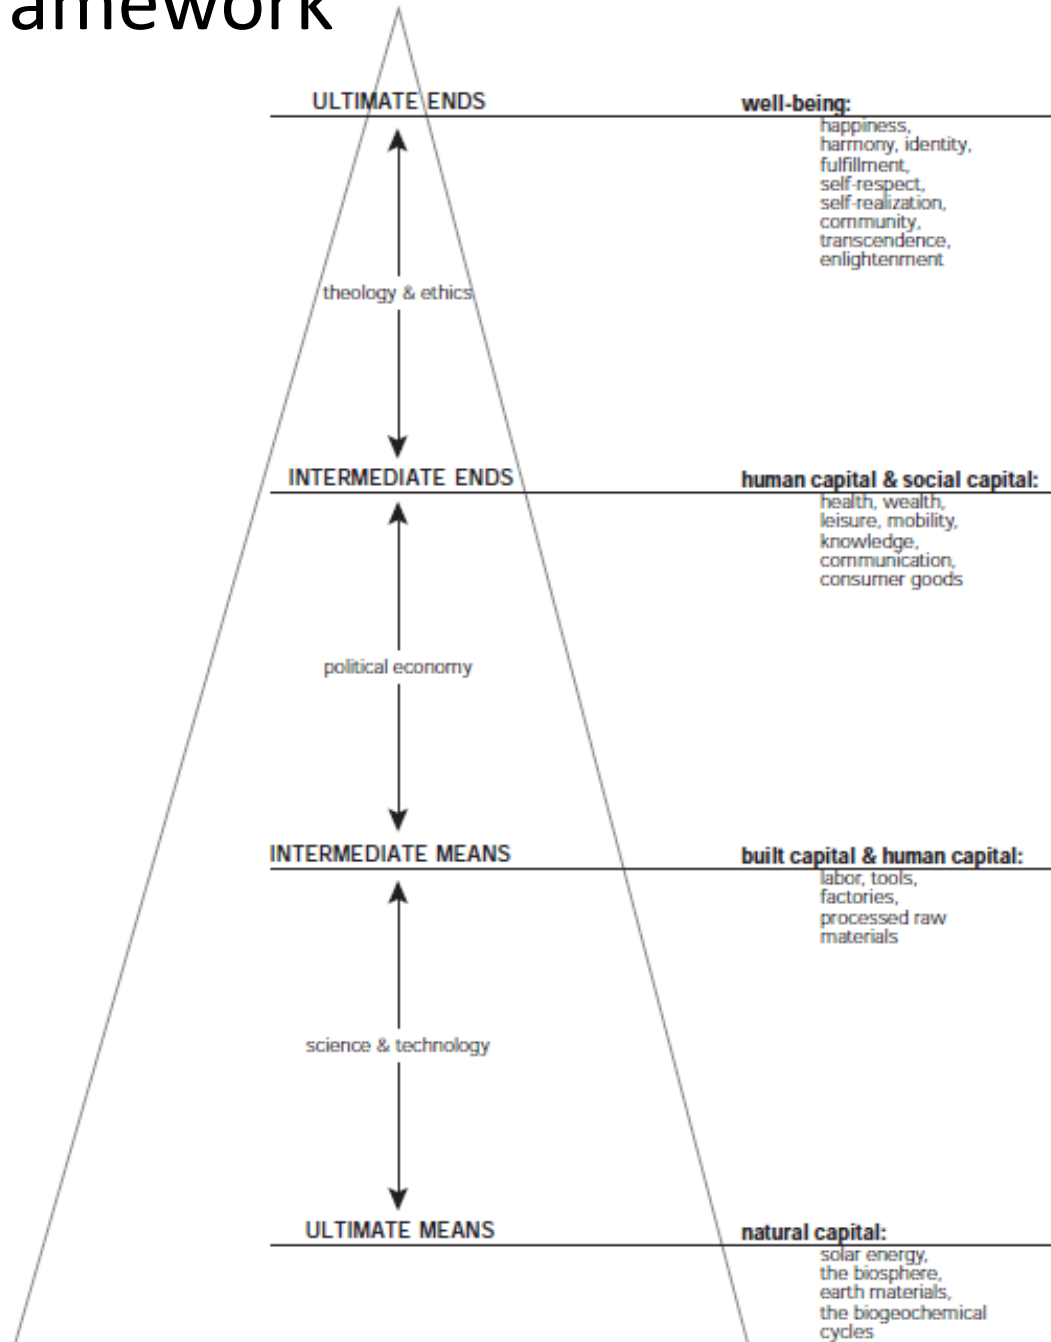 amework
ULTIMATE ENDS
well-being:
happiness,
harmony, identity,
fulfillment,
self-respect,
self-realization,
community,
transcendence,
enlightenment
theology & ethics
INTERMEDIATE ENDS
human capital & social capital:
health, wealth,
leisure, mobility,
knowledge,
communication,
consumer goods
political economy
INTERMEDIATE MEANS
built capital & human capital:
labor, tools,
factories,
processed raw
materials
science & technology
ULTIMATE MEANS
natural capital:
solar energy,
the biosphere,
earth materials,
the biogeochemical
cycles